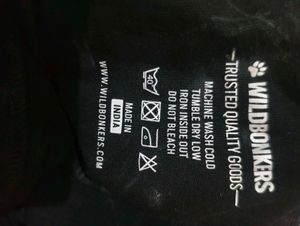 WILDBONKERS
TRUSTED QUALITY GOODS
MACHINE WASH COLD
TUMBLE DRY LOW
IRON INSIDE OUT
DO NOT BLEACH
40
MADE IN
INDIA
WWW.WILDBONKERS.COM